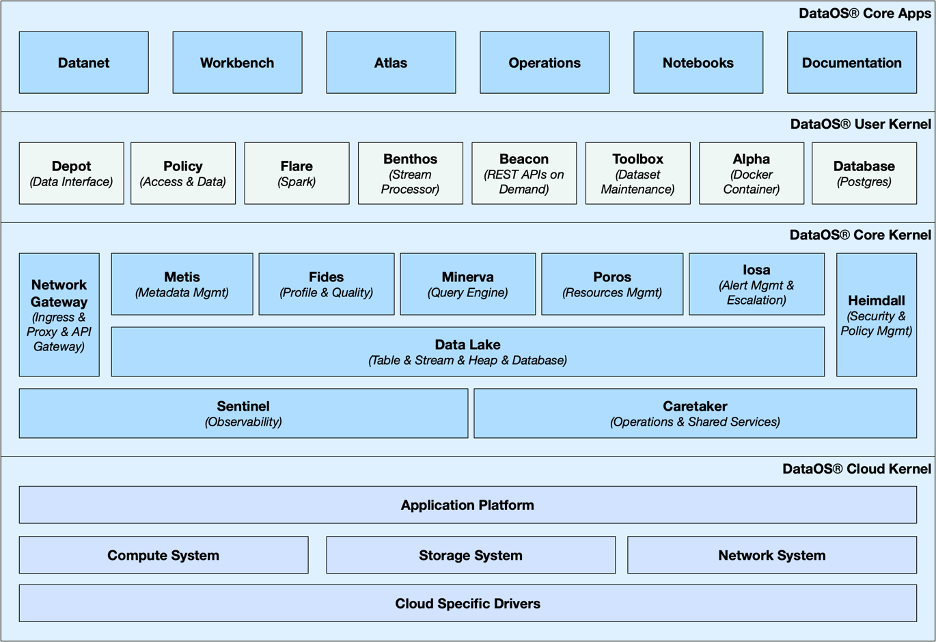 DataOS® Core Apps
Datanet
Workbench
Atlas
Operations
Notebooks
Documentation
DataOS® User Kernel
Depot
(Data Interface)
Policy
(Access & Data)
Flare
(Spark)
Benthos
(Stream
Processor)
Beacon
(REST APIs on
Demand)
Toolbox
(Dataset
Maintenance)
Alpha
(Docker
Container)
Database
(Postgres)
DataOS® Core Kernel
Network
Gateway
(Ingress &
Proxy & API
Gateway)
Metis
(Metadata Mgmt)
Fides
(Profile & Quality)
Minerva
(Query Engine)
Poros
(Resources Mgmt)
Iosa
(Alert Mgmt &
Escalation)
Heimdall
(Security &
Policy Mgmt)
Data Lake
(Table & Stream & Heap & Database)
Sentinel
(Observability)
Caretaker
(Operations & Shared Services)
DataOS® Cloud Kernel
Application Platform
Compute System
Storage System
Network System
Cloud Specific Drivers